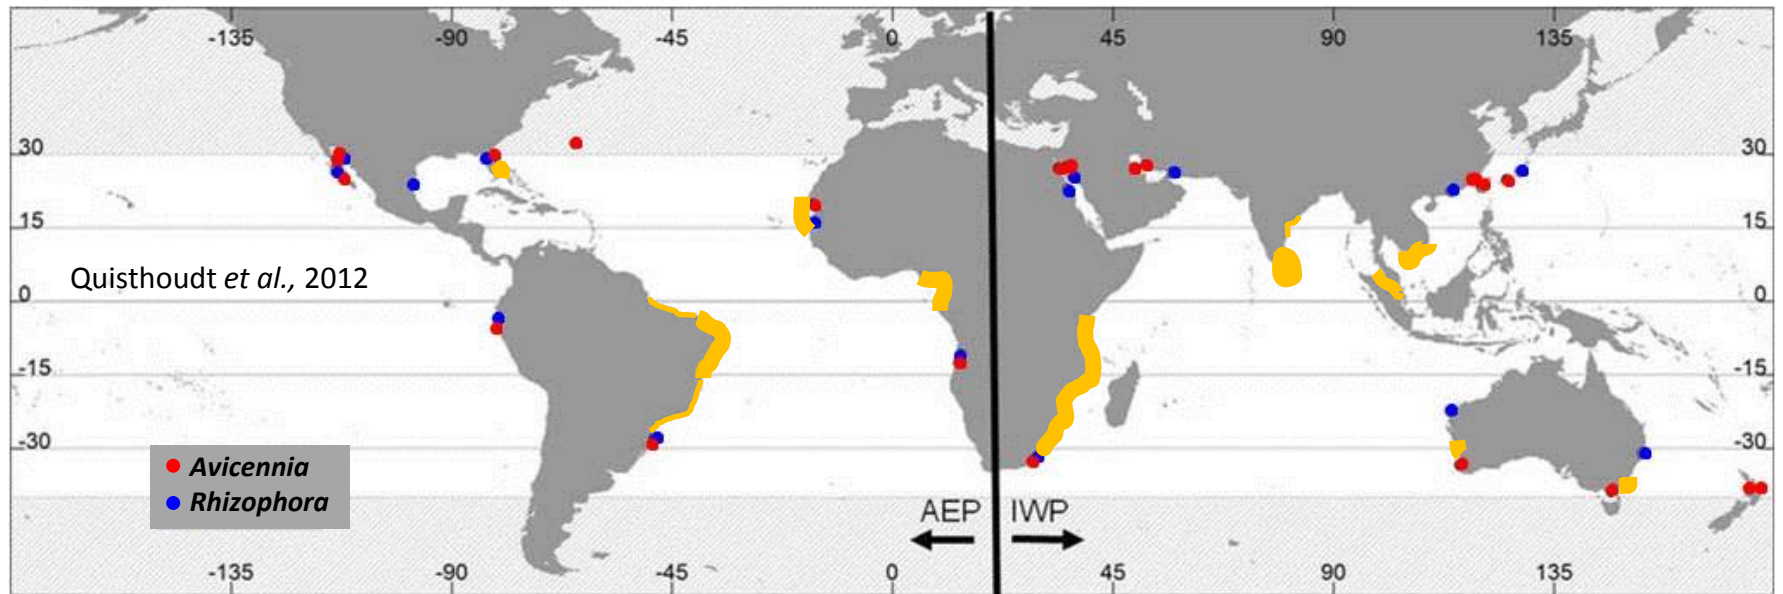 -135 -90 -45 0 45 90 135
30 30
15 15
Quisthoudt et al., 2012
0 0
-15 -15
-30 -30
Avicennia
Rhizophora
AEP IWP
-135 -90 -45 0 45 90 135